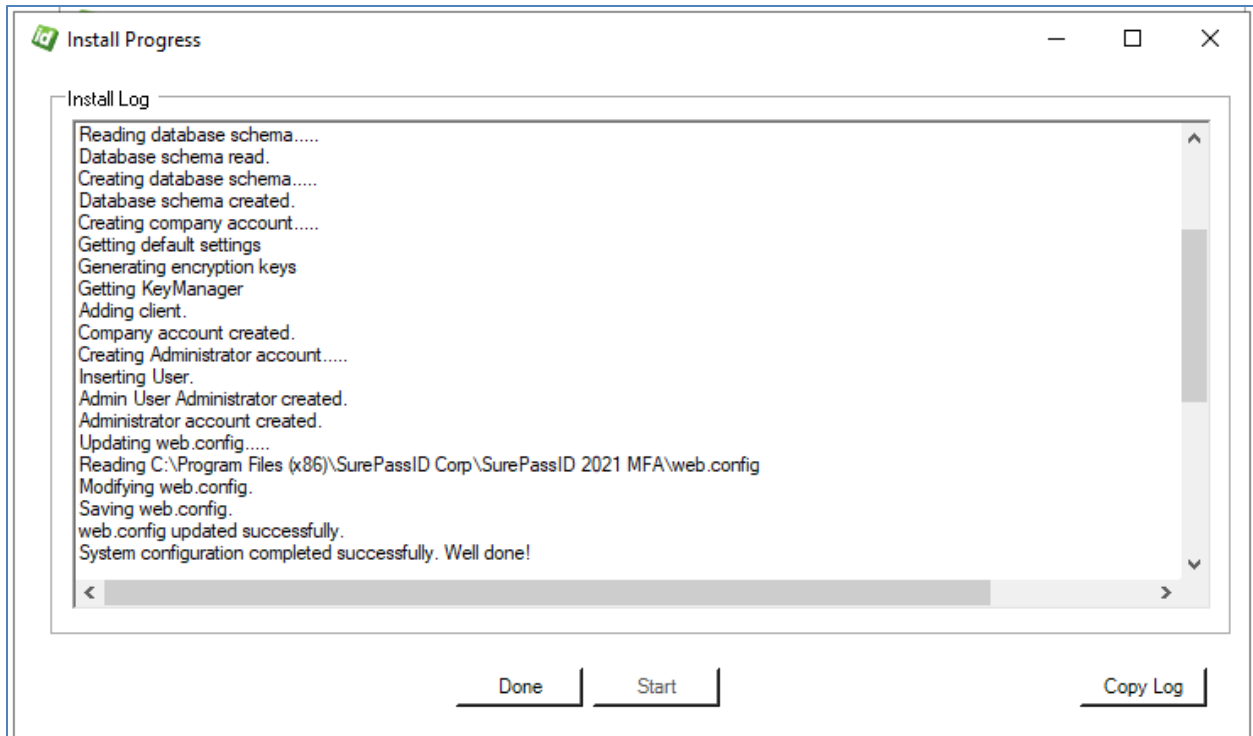 id Install Progress
Install Log
Reading database schema.....
Database schema read.
Creating database schema.....
Database schema created.
Creating company account.....
Getting default settings
Generating encryption keys
Getting KeyManager
Adding client.
Company account created.
Creating Administrator account.....
Inserting User.
Admin User Administrator created.
Administrator account created.
Updating web.config.....
Reading C:\Program Files (x86)\SurePassID Corp\SurePassID 2021 MFA\web.config
Modifying web.config.
Saving web.config.
web.config updated successfully.
System configuration completed successfully. Well done!
Done Start Copy Log